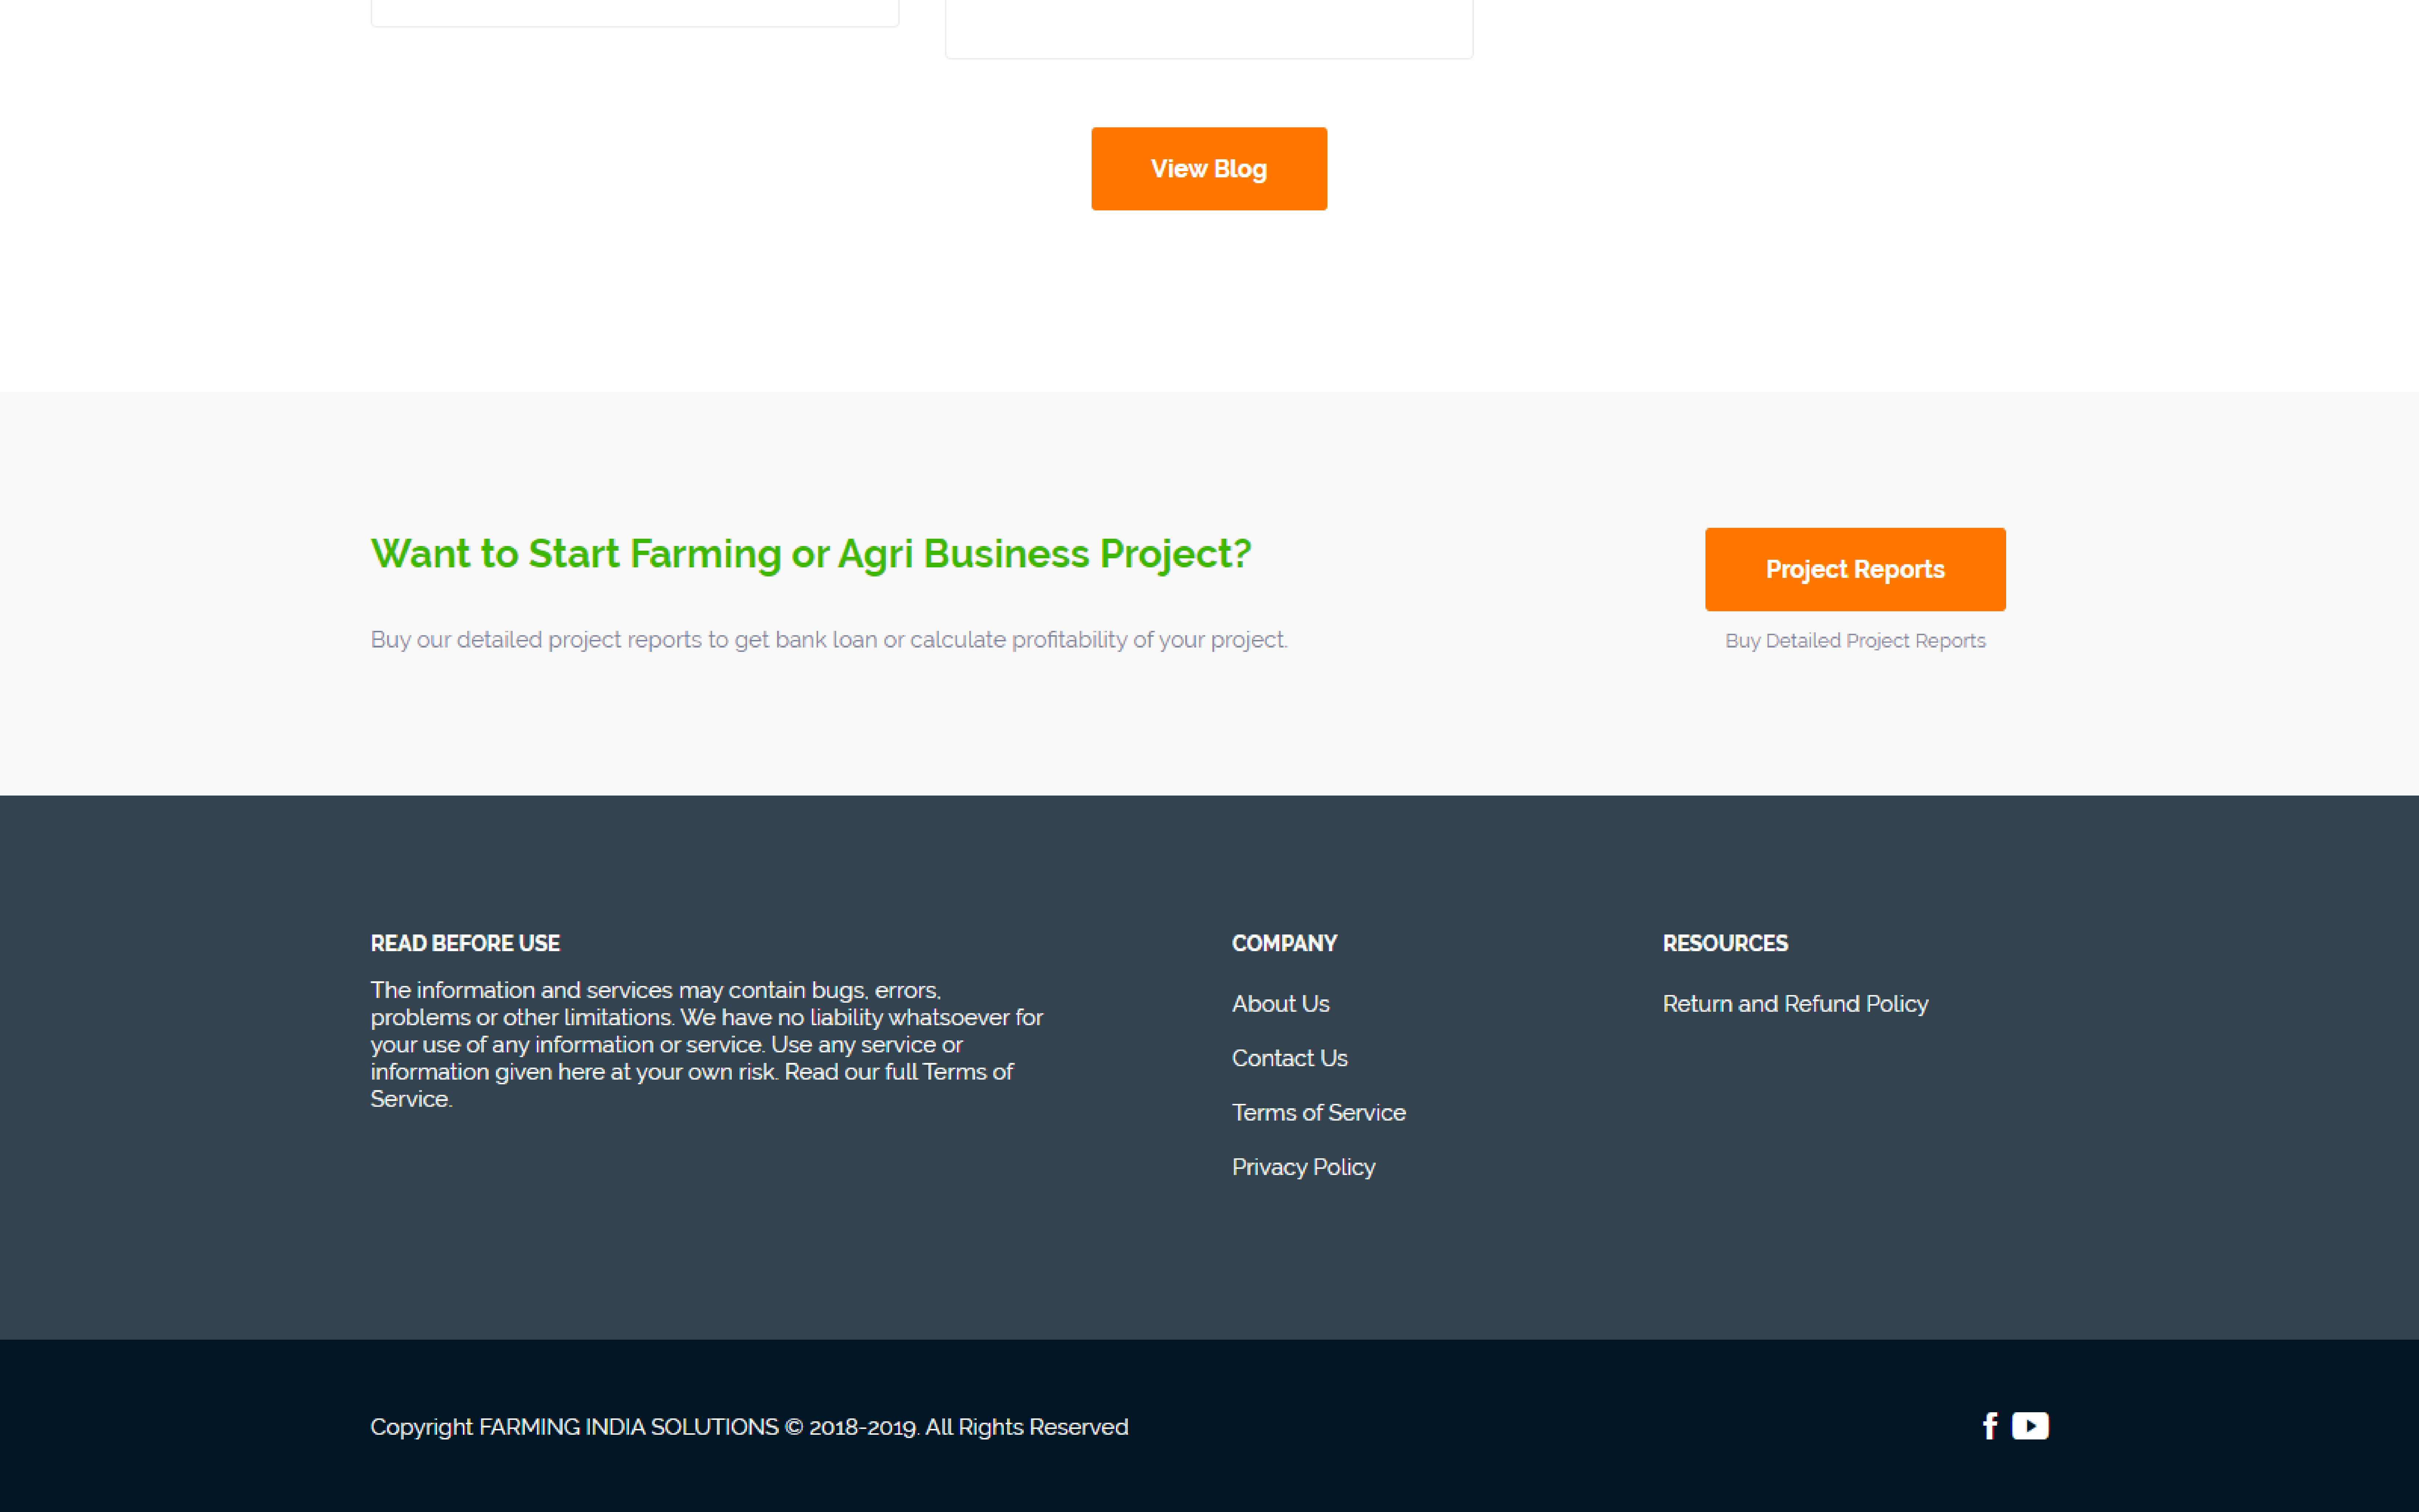 View Blog
Want to Start Farming or Agri Business Project?
Buy our detailed project reports to get bank loan or calculate profitability of your project.
Project Reports
Buy Detailed Project Reports
READ BEFORE USE
The information and services may contain bugs, errors,
problems or other limitations. We have no liability whatsoever for
your use of any information or service. Use any service or
information given here at your own risk. Read our full Terms of
Service.
COMPANY
About Us
Contact Us
Terms of Service
Privacy Policy
RESOURCES
Return and Refund Policy
Copyright FARMING INDIA SOLUTIONS © 2018-2019. All Rights Reserved